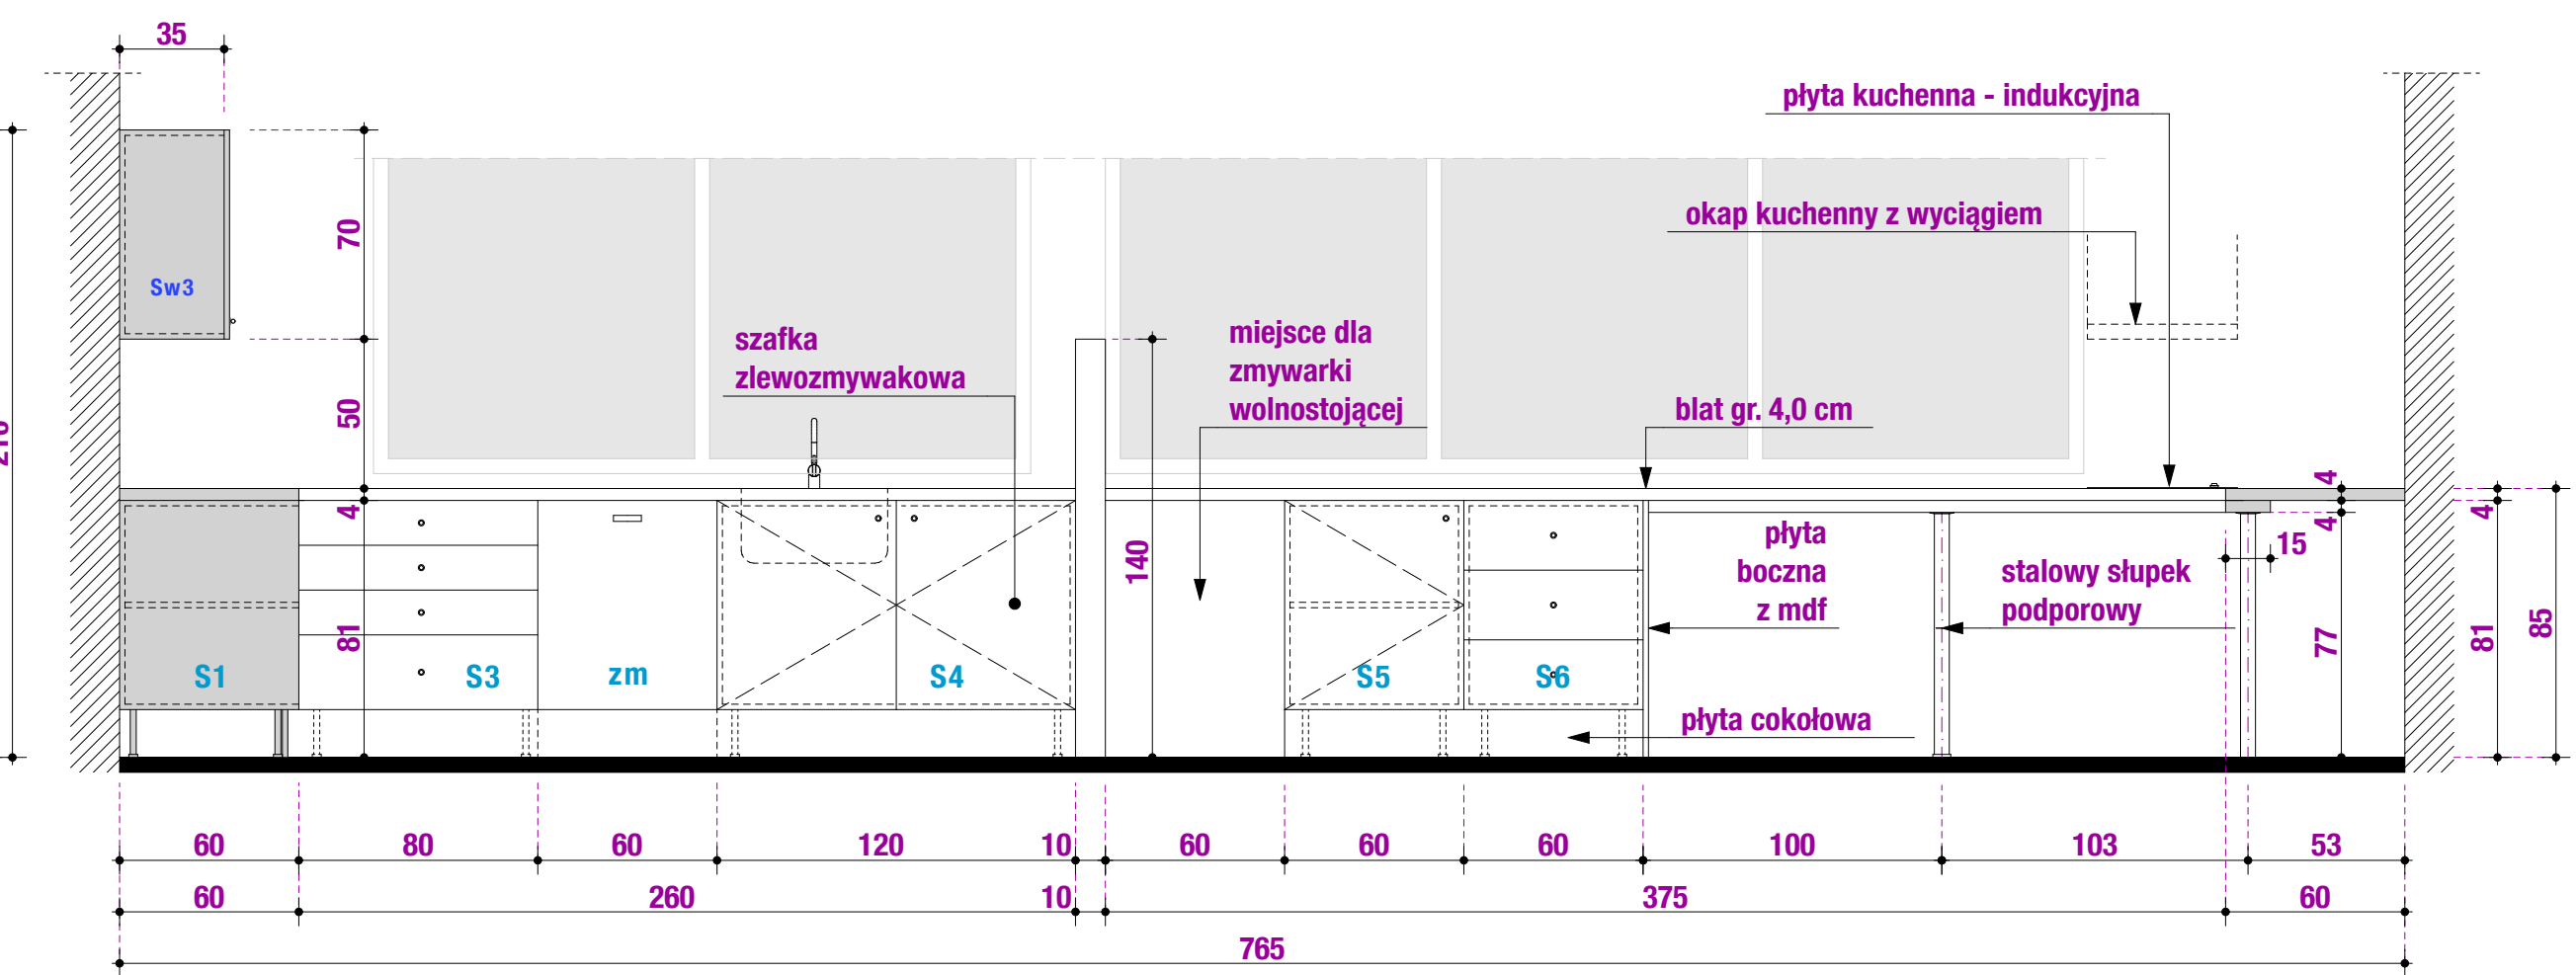 35
płyta kuchenna - indukcyjna
okap kuchenny z wyciągiem
70
Sw3
szafka
zlewozmywakowa
miejsce dla
zmywarki
wolnostojącej
blat gr. 4,0 cm
50
210
4
4
4
4
15
140
płyta
boczna
z mdf
stalowy słupek
podporowy
81
77
81
85
S1
S3
zm
S4
S5
S6
płyta cokołowa
60
80
60
120
10
60
60
60
100
103
53
60
260
10
375
60
765